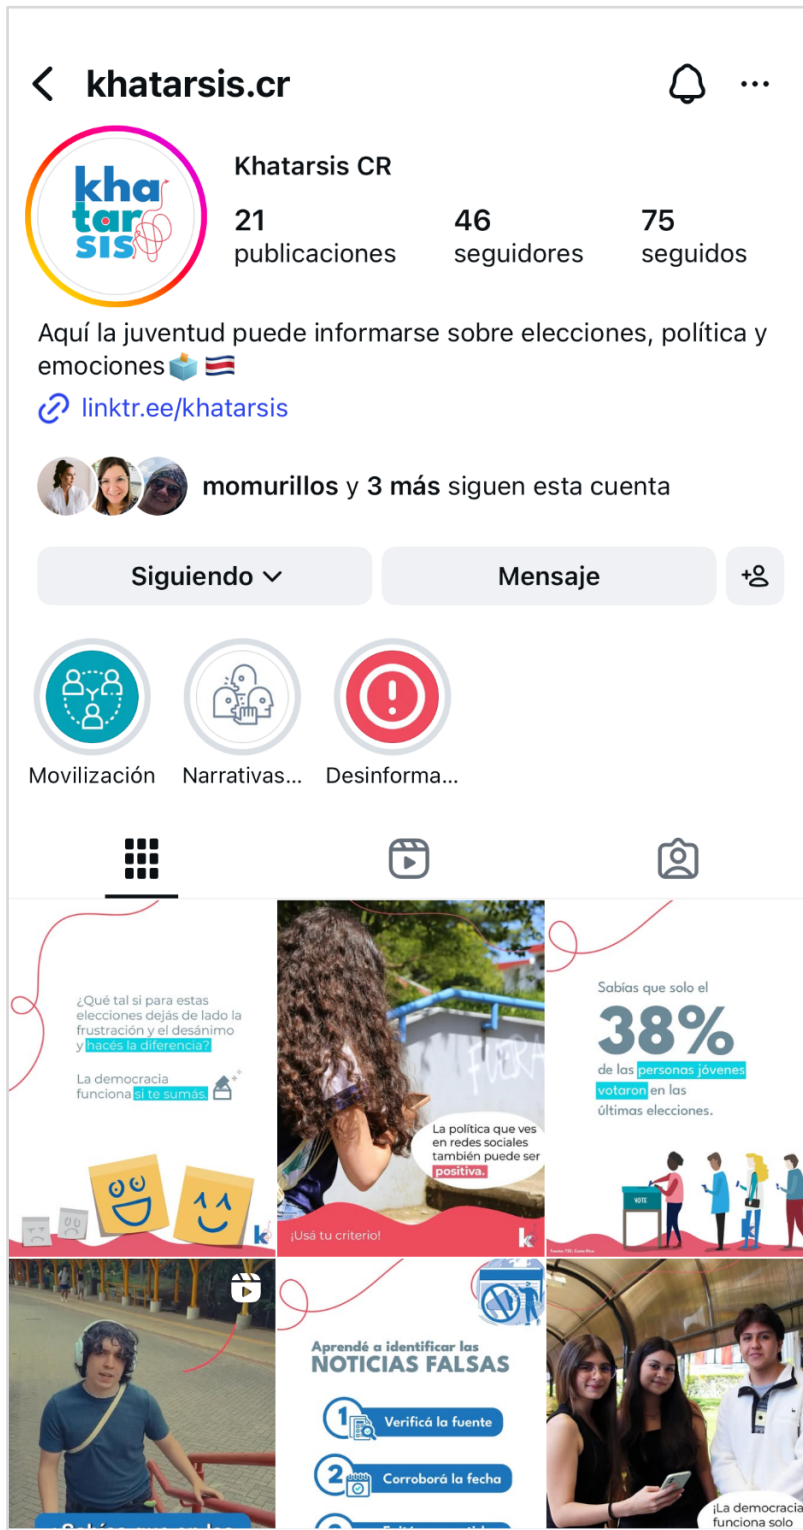 khatarsis.cr
kha
tar
sis
Khatarsis CR
21
publicaciones
46
seguidores
75
seguidos
Aquí la juventud puede informarse sobre elecciones, política y
emociones
linktr.ee/khatarsis
momurillos y 3 más siguen esta cuenta
Siguiendo
Mensaje
Movilización
Narrativas...
Desinforma...
¿Qué tal si para estas
elecciones dejás de lado la
frustración y el desánimo
y hacés la diferencia?
La democracia
funciona si te sumás.
k
FUERA
La política que ves
en redes sociales
también puede ser
positiva.
¡Usá tu criterio!
k
Sabías que solo el
38%
de las personas jóvenes
votaron en las
últimas elecciones.
VOTE
Aprendé a identificar las
NOTICIAS FALSAS
1
Verificá la fuente
2
Corroborá la fecha
¡La democracia
funciona solo